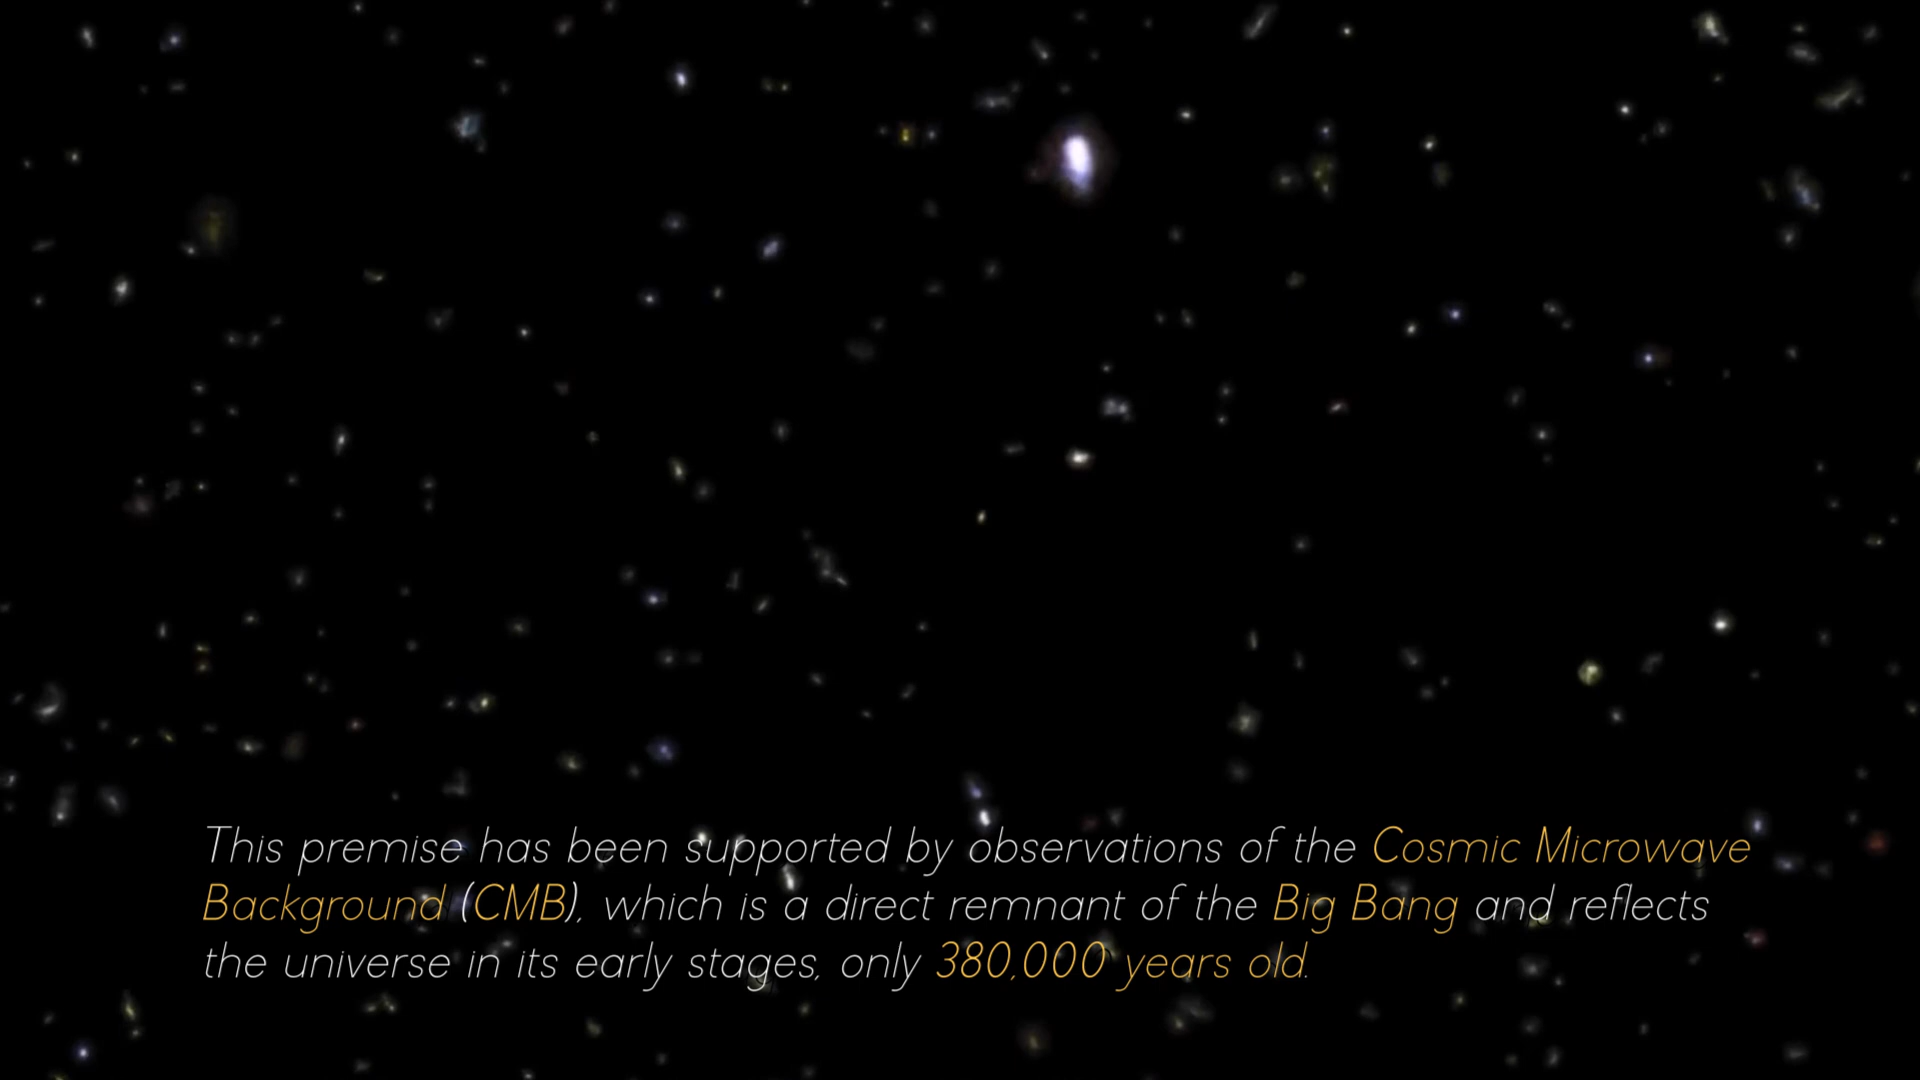 This premise has been supported by observations of the Cosmic Microwave
Background (CMB), which is a direct remnant of the Big Bang and reflects
the universe in its early stages, only 380,000 years old.